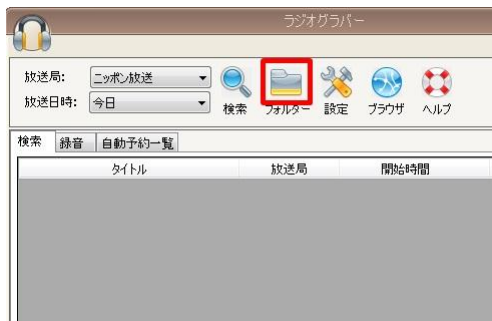 ラジオグラバー
放送局: ニッポン放送
放送日時: 今日
検索 フォルダー 設定 ブラウザ ヘルプ
検索 録音 自動予約一覧
タイトル 放送局 開始時間